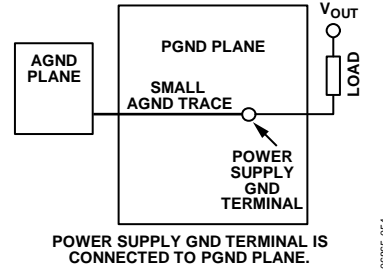 V_OUT
PGND PLANE
AGND
PLANE
LOAD
SMALL
AGND TRACE
POWER
SUPPLY
GND
TERMINAL
POWER SUPPLY GND TERMINAL IS
CONNECTED TO PGND PLANE.